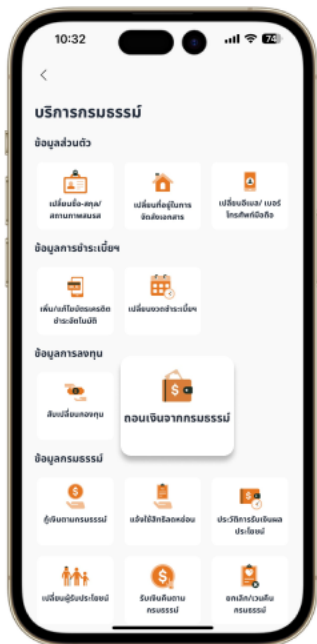 10:32
74
บริการกรมธรรม์
ข้อมูลส่วนตัว
เปลี่ยนชื่อ-สกุล/
สถานภาพสมรส
เปลี่ยนที่อยู่ในการ
จัดส่งเอกสาร
เปลี่ยนอีเมล/ เบอร์
โทรศัพท์มือถือ
ข้อมูลการชำระเบี้ยฯ
เพิ่ม/แก้ไขบัตรเครดิต
ชำระอัตโนมัติ
เปลี่ยนงวดชำระเบี้ยฯ
ข้อมูลการลงทุน
สับเปลี่ยนกองทุน
ถอนเงินจากกรมธรรม์
ข้อมูลกรมธรรม์
กู้เงินตามกรมธรรม์
แจ้งใช้สิทธิลดหย่อน
ประวัติการรับเงินผล
ประโยชน์
เปลี่ยนผู้รับประโยชน์
รับเงินคืนตาม
กรมธรรม์
ยกเลิก/เวนคืน
กรมธรรม์